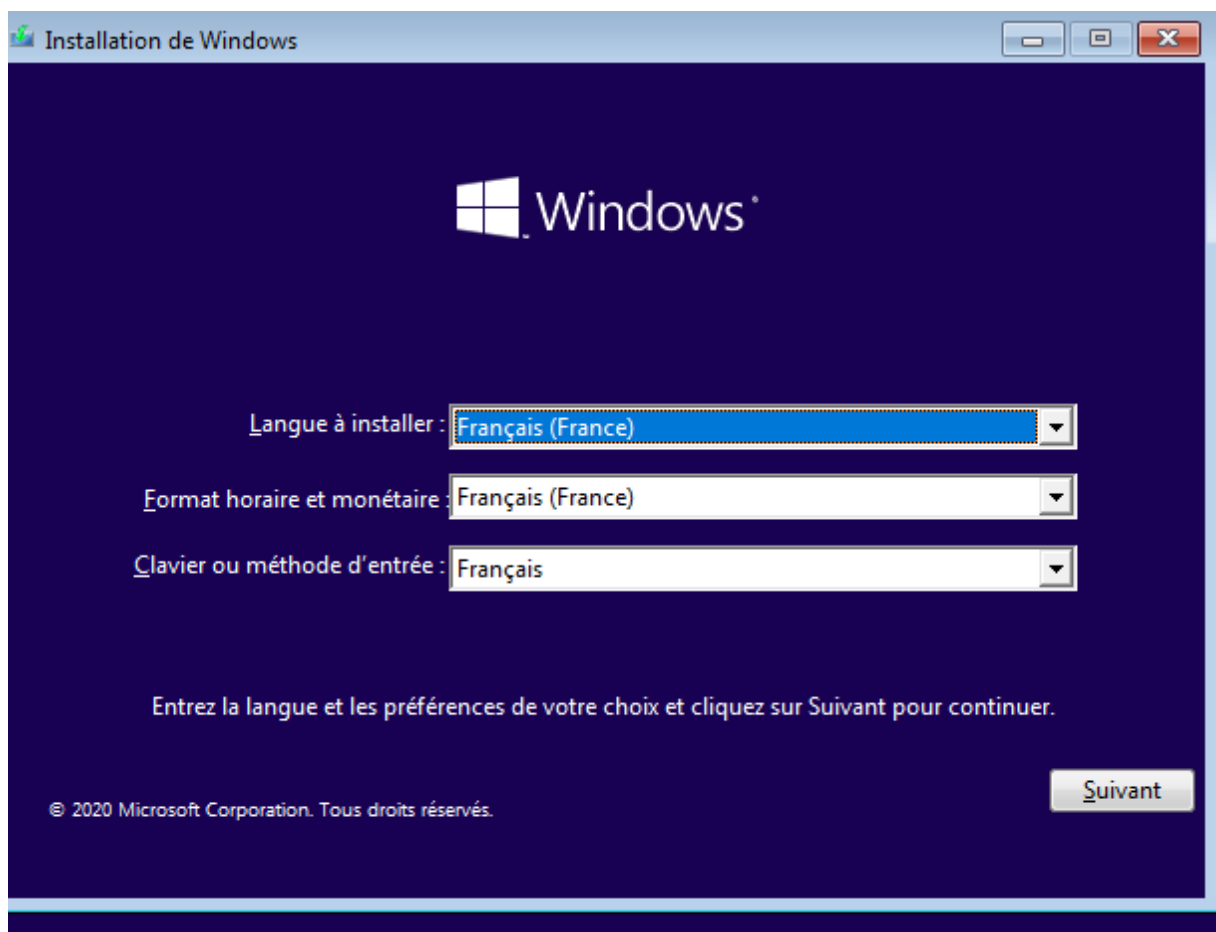 Installation de Windows
Windows
Langue à installer : Français (France)
Format horaire et monétaire : Français (France)
Clavier ou méthode d'entrée : Français
Entrez la langue et les préférences de votre choix et cliquez sur Suivant pour continuer.
Suivant
© 2020 Microsoft Corporation. Tous droits réservés.